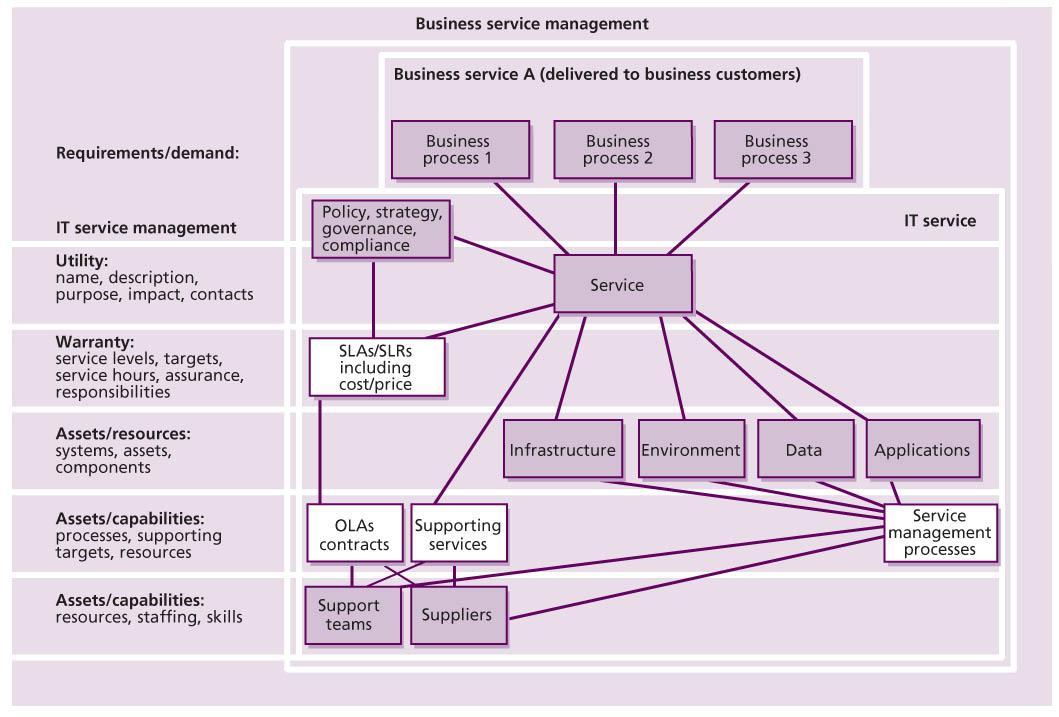 Business service management
Business service A (delivered to business customers)
Requirements/demand:
Business
process 1
Business
process 2
Business
process 3
IT service management
Policy, strategy,
governance,
compliance
IT service
Utility:
name, description,
purpose, impact, contacts
Service
Warranty:
service levels, targets,
service hours, assurance,
responsibilities
SLAs/SLRs
including
cost/price
Assets/resources:
systems, assets,
components
Infrastructure
Environment
Data
Applications
Assets/capabilities:
processes, supporting
targets, resources
OLAs
contracts
Supporting
services
Service
management
processes
Assets/capabilities:
resources, staffing, skills
Support
teams
Suppliers